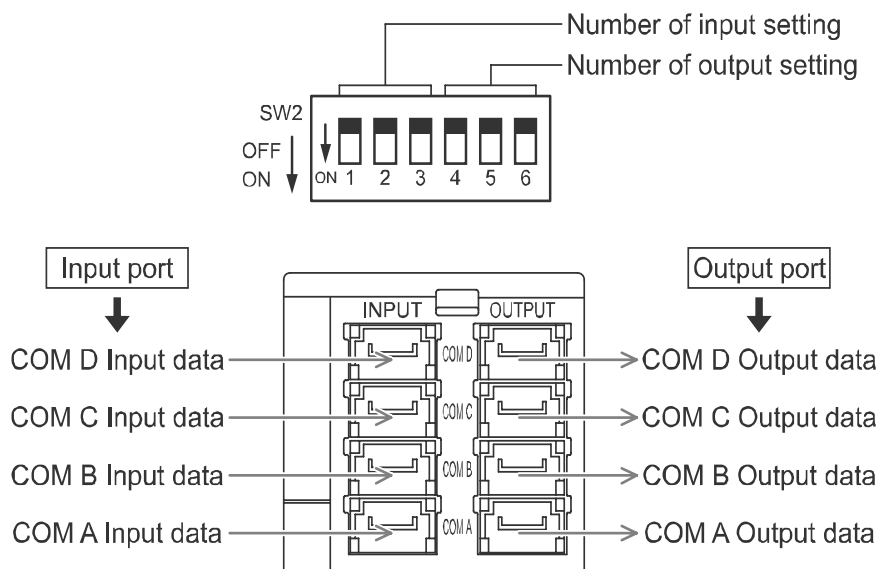 Number of input setting
Number of output setting
SW2
OFF
ON
ON 1 2 3 4 5 6
Input port
Output port
INPUT OUTPUT
COM D Input data COM D COM D Output data
COM C Input data COM C COM C Output data
COM B Input data COM B COM B Output data
COM A Input data COM A COM A Output data